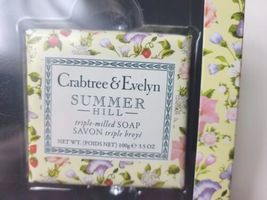 Crabtree & Evelyn
SUMMER
HILL
triple-milled SOAP
SAVON triple broyé
NET WT. (POIDS NET) 100g ℮ 3.5 OZ